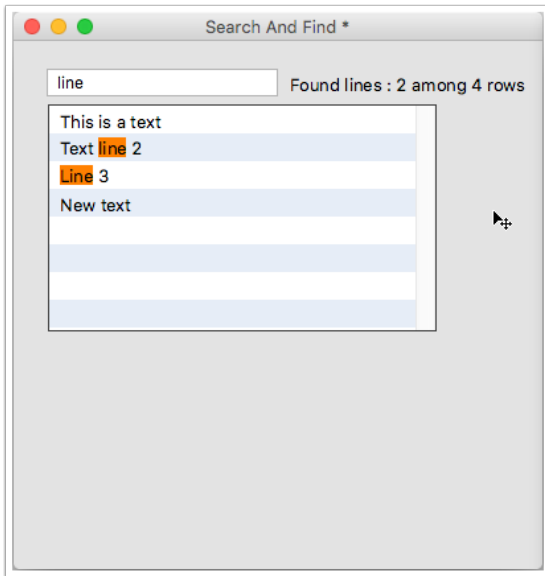 Search And Find *
line
Found lines : 2 among 4 rows
This is a text
Text line 2
Line 3
New text